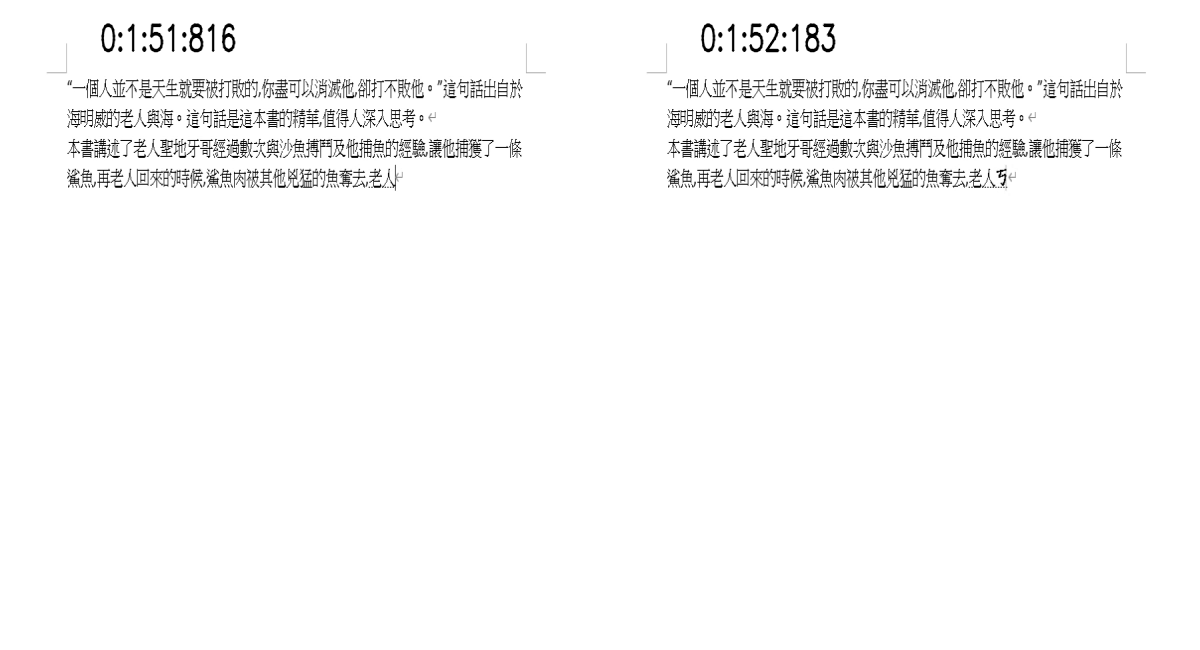 0:1:51:816
“一個人並不是天生就要被打敗的,你盡可以消滅他,卻打不敗他。”這句話出自於
海明威的老人與海。這句話是這本書的精華,值得人深入思考。
本書講述了老人聖地牙哥經過數次與沙魚搏鬥及他捕魚的經驗,讓他捕獲了一條
鯊魚,再老人回來的時候,鯊魚肉被其他兇猛的魚奪去,老人
0:1:52:183
“一個人並不是天生就要被打敗的,你盡可以消滅他,卻打不敗他。”這句話出自於
海明威的老人與海。這句話是這本書的精華,值得人深入思考。
本書講述了老人聖地牙哥經過數次與沙魚搏鬥及他捕魚的經驗,讓他捕獲了一條
鯊魚,再老人回來的時候,鯊魚肉被其他兇猛的魚奪去,老人ㄎ